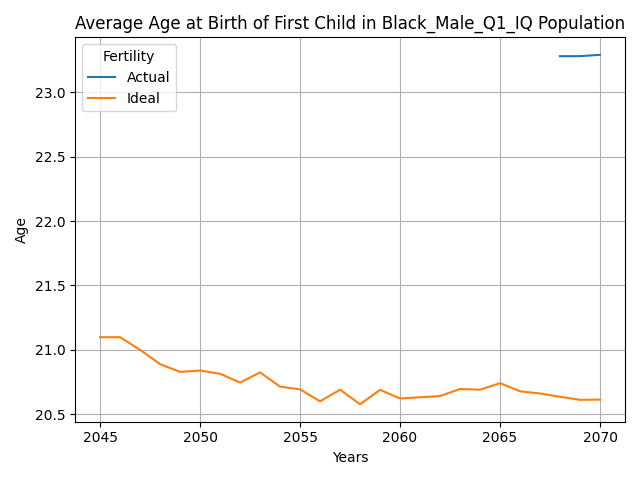 Average Age at Birth of First Child in Black_Male_Q1_IQ Population
Fertility
Actual
Ideal
23.0
22.5
22.0
21.5
21.0
20.5
Age
2045 2050 2055 2060 2065 2070
Years